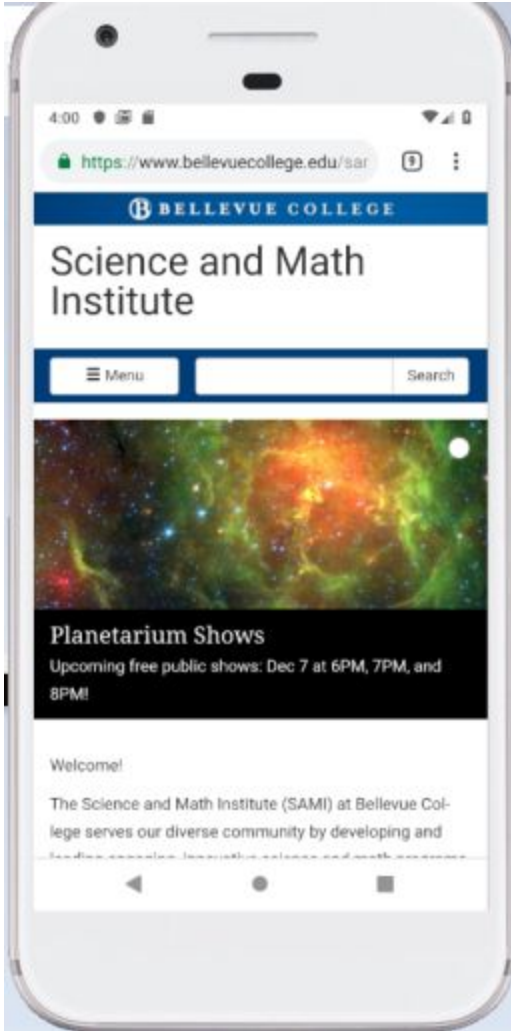 4:00
https://www.bellevuecollege.edu/sar
9
BELLEVUE COLLEGE
Science and Math
Institute
Menu
Search
Planetarium Shows
Upcoming free public shows: Dec 7 at 6PM, 7PM, and
8PM!
Welcome!
The Science and Math Institute (SAMI) at Bellevue Col-
lege serves our diverse community by developing and